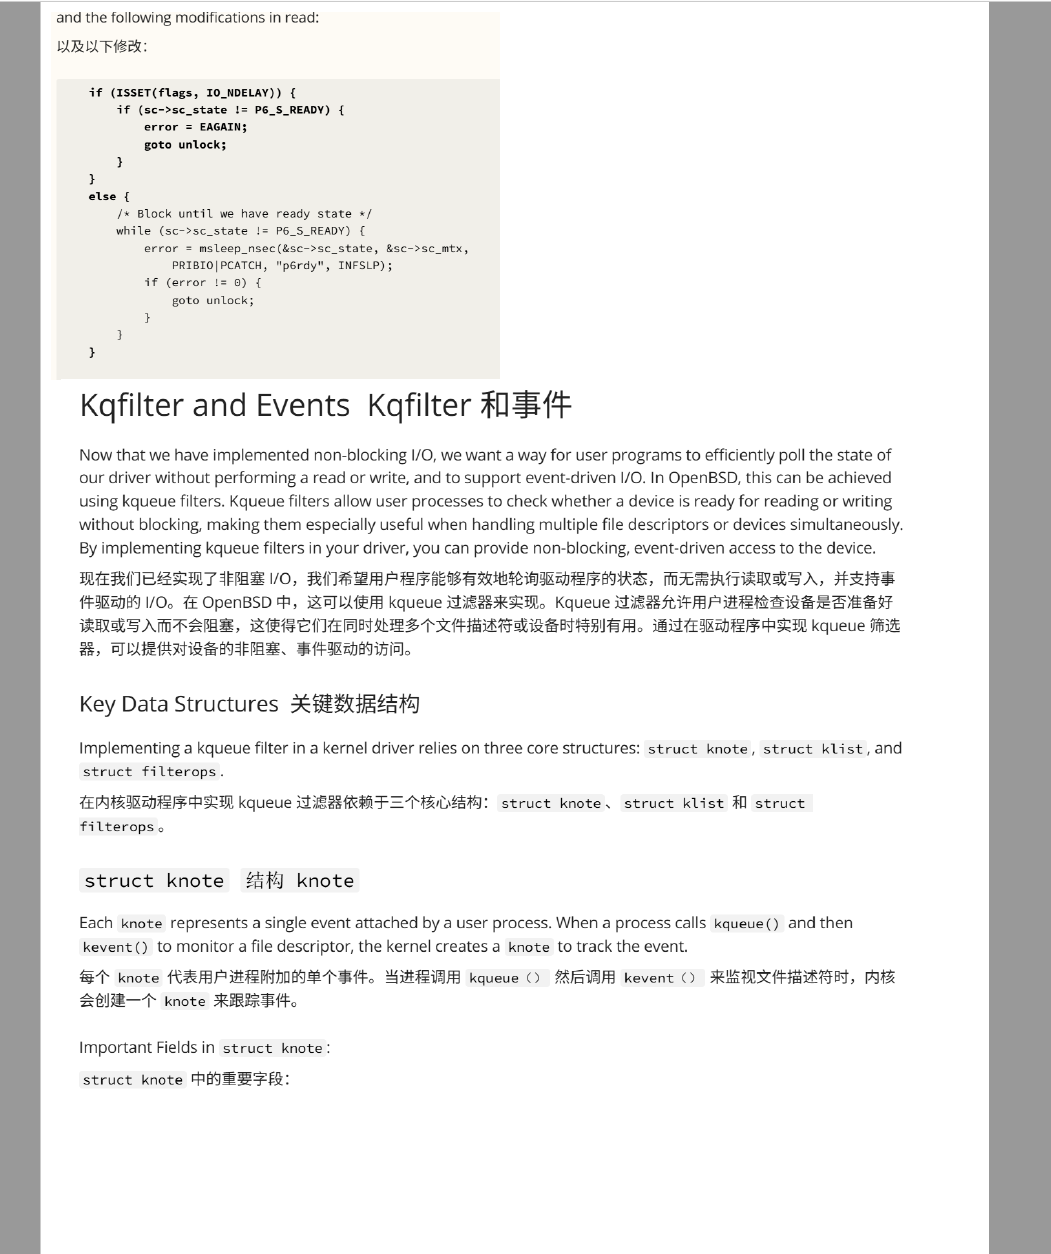 and the following modifications in read:
以及以下修改：
if (ISSET(flags, IO_NDELAY)) {
if (sc->sc_state != P6_S_READY) {
error = EAGAIN;
goto unlock;
}
}
else {
/* Block until we have ready state */
while (sc->sc_state != P6_S_READY) {
error = msleep_nsec(&sc->sc_state, &sc->sc_mtx,
PRIBIO|PCATCH, "p6rdy", INFSLP);
if (error != 0) {
goto unlock;
}
}
}
Kqfilter and Events Kqfilter 和事件
Now that we have implemented non-blocking I/O, we want a way for user programs to efficiently poll the state of
our driver without performing a read or write, and to support event-driven I/O. In OpenBSD, this can be achieved
using kqueue filters. Kqueue filters allow user processes to check whether a device is ready for reading or writing
without blocking, making them especially useful when handling multiple file descriptors or devices simultaneously.
By implementing kqueue filters in your driver, you can provide non-blocking, event-driven access to the device.
现在我们已经实现了非阻塞 I/O，我们希望用户程序能够有效地轮询驱动程序的状态，而无需执行读取或写入，并支持事
件驱动的 I/O。在 OpenBSD 中，这可以使用 kqueue 过滤器来实现。Kqueue 过滤器允许用户进程检查设备是否准备好
读取或写入而不会阻塞，这使得它们在同时处理多个文件描述符或设备时特别有用。通过在驱动程序中实现 kqueue 筛选
器，可以提供对设备的非阻塞、事件驱动的访问。
Key Data Structures 关键数据结构
Implementing a kqueue filter in a kernel driver relies on three core structures: struct knote, struct klist, and
struct filterops.
在内核驱动程序中实现 kqueue 过滤器依赖于三个核心结构：struct knote、struct klist 和 struct
filterops。
struct knote 结构 knote
Each knote represents a single event attached by a user process. When a process calls kqueue() and then
kevent() to monitor a file descriptor, the kernel creates a knote to track the event.
每个 knote 代表用户进程附加的单个事件。当进程调用 kqueue（） 然后调用 kevent（） 来监视文件描述符时，内核
会创建一个 knote 来跟踪事件。
Important Fields in struct knote:
struct knote 中的重要字段：